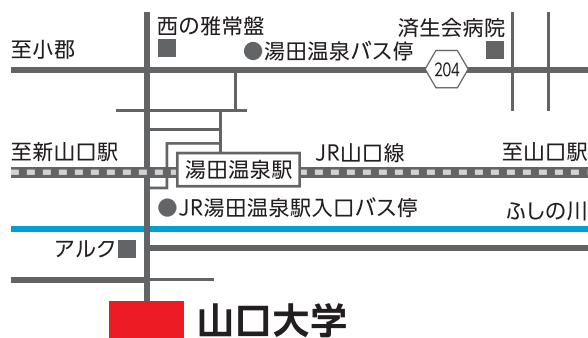 西の雅常盤
済生会病院
至小郡
湯田温泉バス停
204
至新山口駅
湯田温泉駅
JR山口線
至山口駅
JR湯田温泉駅入口バス停
ふしの川
アルク
山口大学